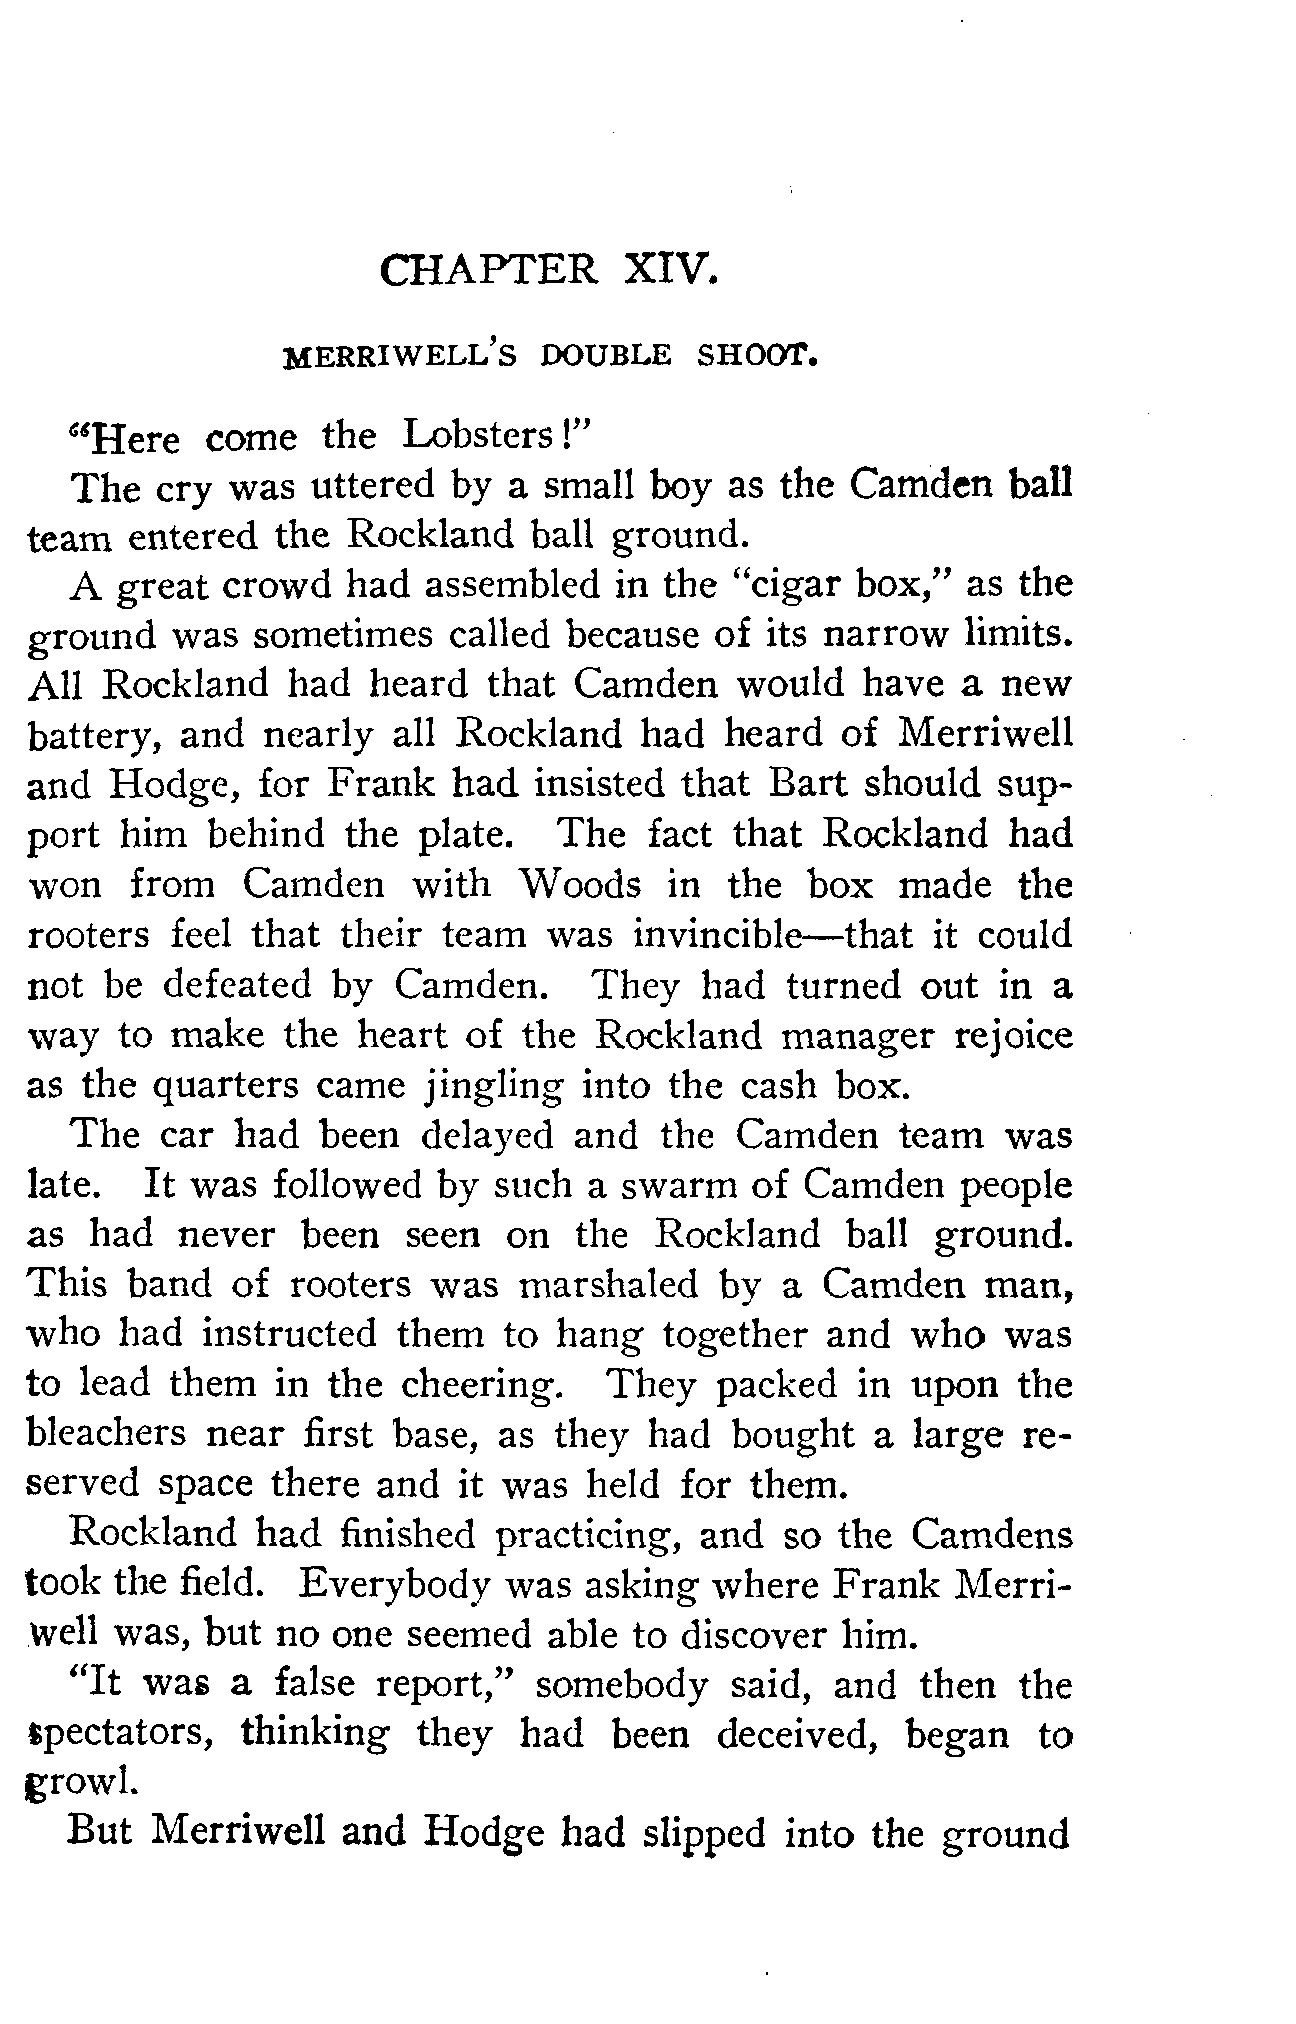 CHAPTER XIV.
MERRIWELL'S DOUBLE SHOOT.
“Here come the Lobsters!”
The cry was uttered by a small boy as the Camden ball
team entered the Rockland ball ground.
A great crowd had assembled in the “cigar box,” as the
ground was sometimes called because of its narrow limits.
All Rockland had heard that Camden would have a new
battery, and nearly all Rockland had heard of Merriwell
and Hodge, for Frank had insisted that Bart should sup-
port him behind the plate. The fact that Rockland had
won from Camden with Woods in the box made the
rooters feel that their team was invincible—that it could
not be defeated by Camden. They had turned out in a
way to make the heart of the Rockland manager rejoice
as the quarters came jingling into the cash box.
The car had been delayed and the Camden team was
late. It was followed by such a swarm of Camden people
as had never been seen on the Rockland ball ground.
This band of rooters was marshaled by a Camden man,
who had instructed them to hang together and who was
to lead them in the cheering. They packed in upon the
bleachers near first base, as they had bought a large re-
served space there and it was held for them.
Rockland had finished practicing, and so the Camdens
took the field. Everybody was asking where Frank Merri-
well was, but no one seemed able to discover him.
“It was a false report,” somebody said, and then the
spectators, thinking they had been deceived, began to
growl.
But Merriwell and Hodge had slipped into the ground